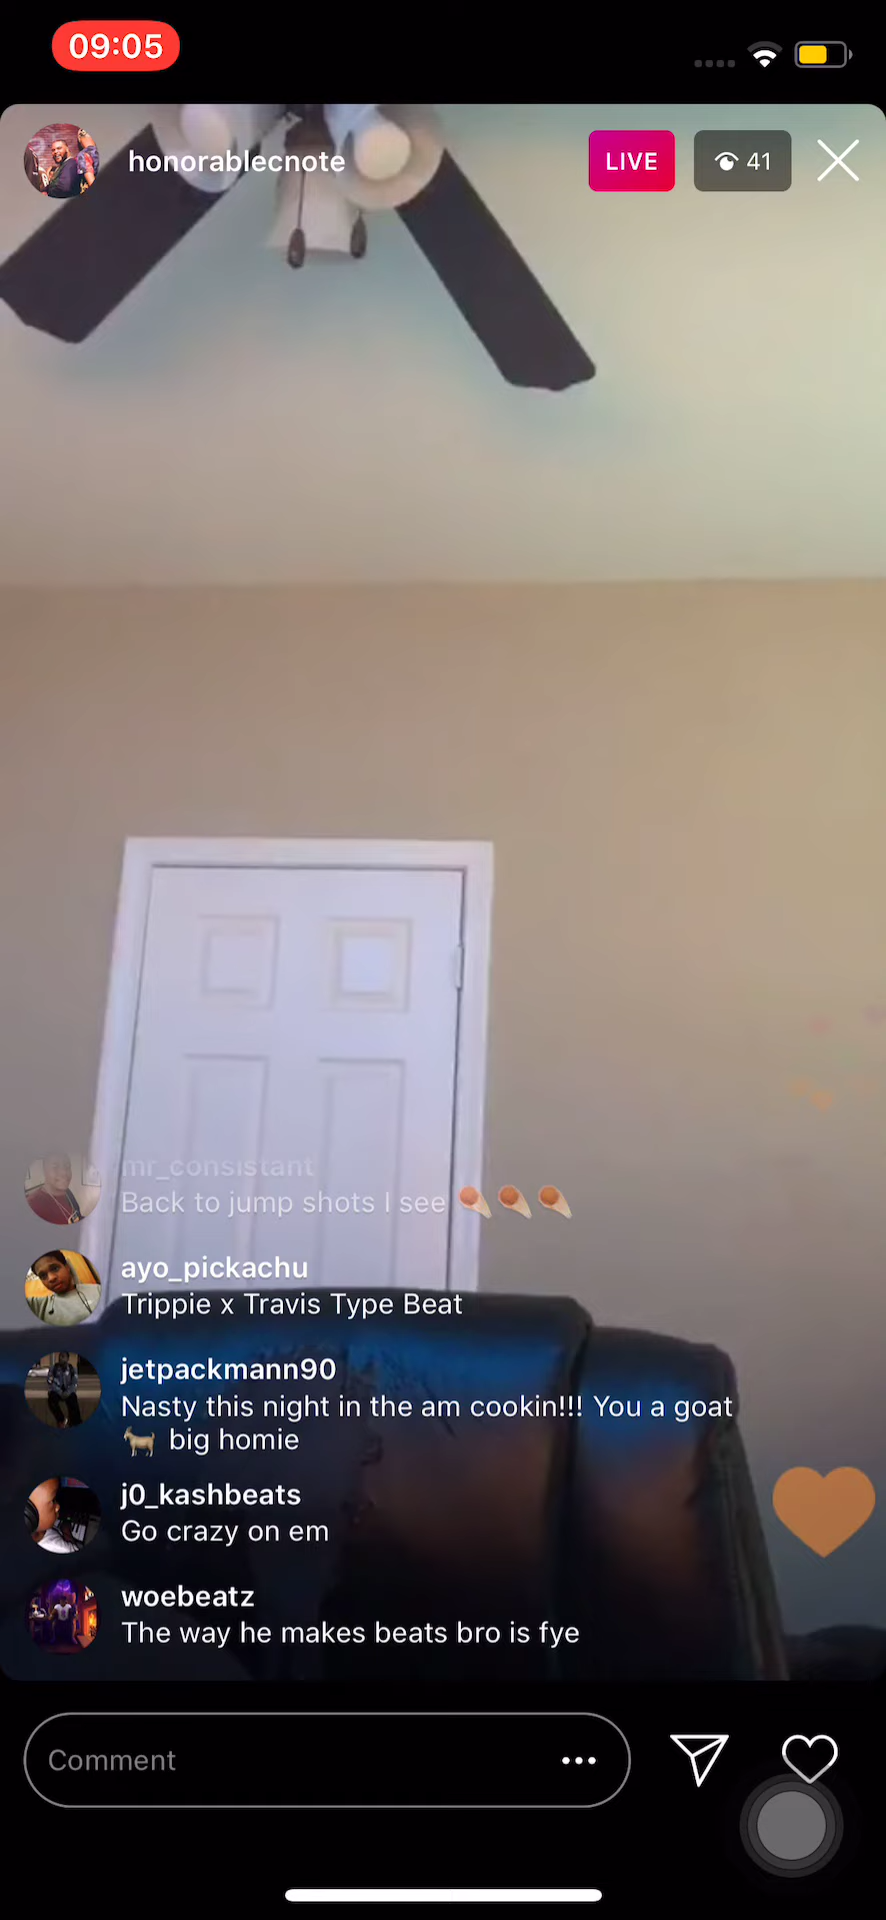 09:05
honorablecnote
LIVE
41
mr_consistant
Back to jump shots I see
ayo_pickachu
Trippie x Travis Type Beat
jetpackmann90
Nasty this night in the am cookin!!! You a goat
🐐 big homie
j0_kashbeats
Go crazy on em
woebeatz
The way he makes beats bro is fye
Comment